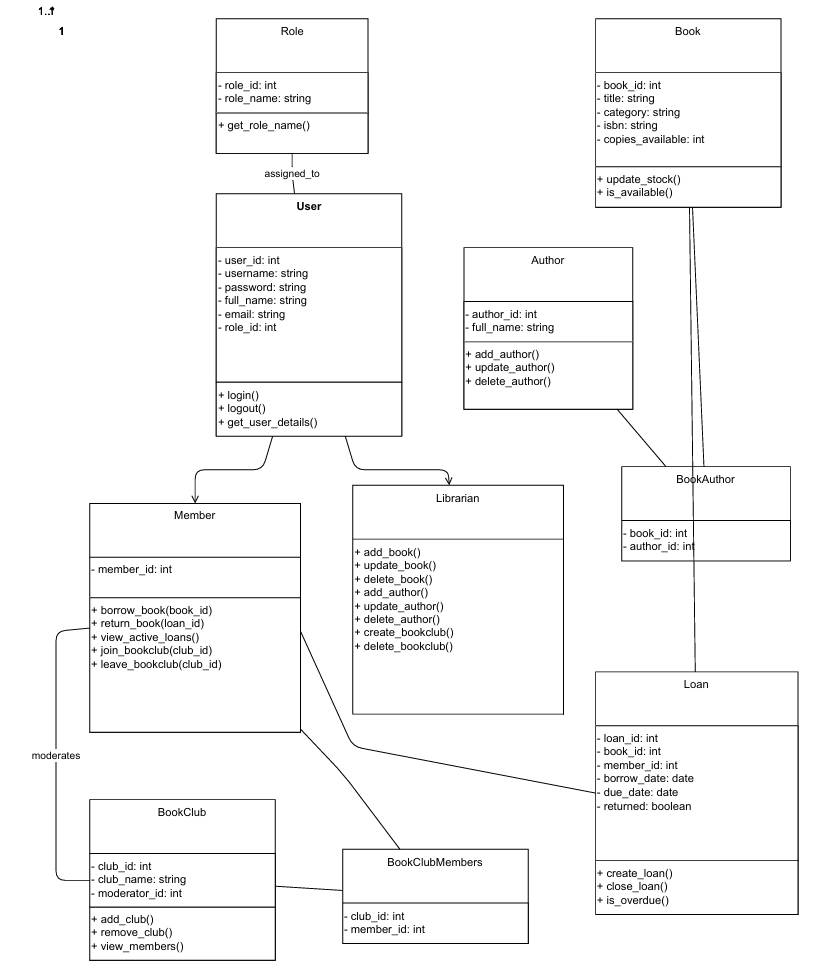 1
Role
- role_id: int
- role_name: string
+ get_role_name()
assigned_to
User
- user_id: int
- username: string
- password: string
- full_name: string
- email: string
- role_id: int
+ login()
+ logout()
+ get_user_details()
Book
- book_id: int
- title: string
- category: string
- isbn: string
- copies_available: int
+ update_stock()
+ is_available()
Author
- author_id: int
- full_name: string
+ add_author()
+ update_author()
+ delete_author()
BookAuthor
- book_id: int
- author_id: int
Member
- member_id: int
+ borrow_book(book_id)
+ return_book(loan_id)
+ view_active_loans()
+ join_bookclub(club_id)
+ leave_bookclub(club_id)
Librarian
+ add_book()
+ update_book()
+ delete_book()
+ add_author()
+ update_author()
+ delete_author()
+ create_bookclub()
+ delete_bookclub()
Loan
- loan_id: int
- book_id: int
- member_id: int
- borrow_date: date
- due_date: date
- returned: boolean
+ create_loan()
+ close_loan()
+ is_overdue()
moderates
BookClub
- club_id: int
- club_name: string
- moderator_id: int
+ add_club()
+ remove_club()
+ view_members()
BookClubMembers
- club_id: int
- member_id: int